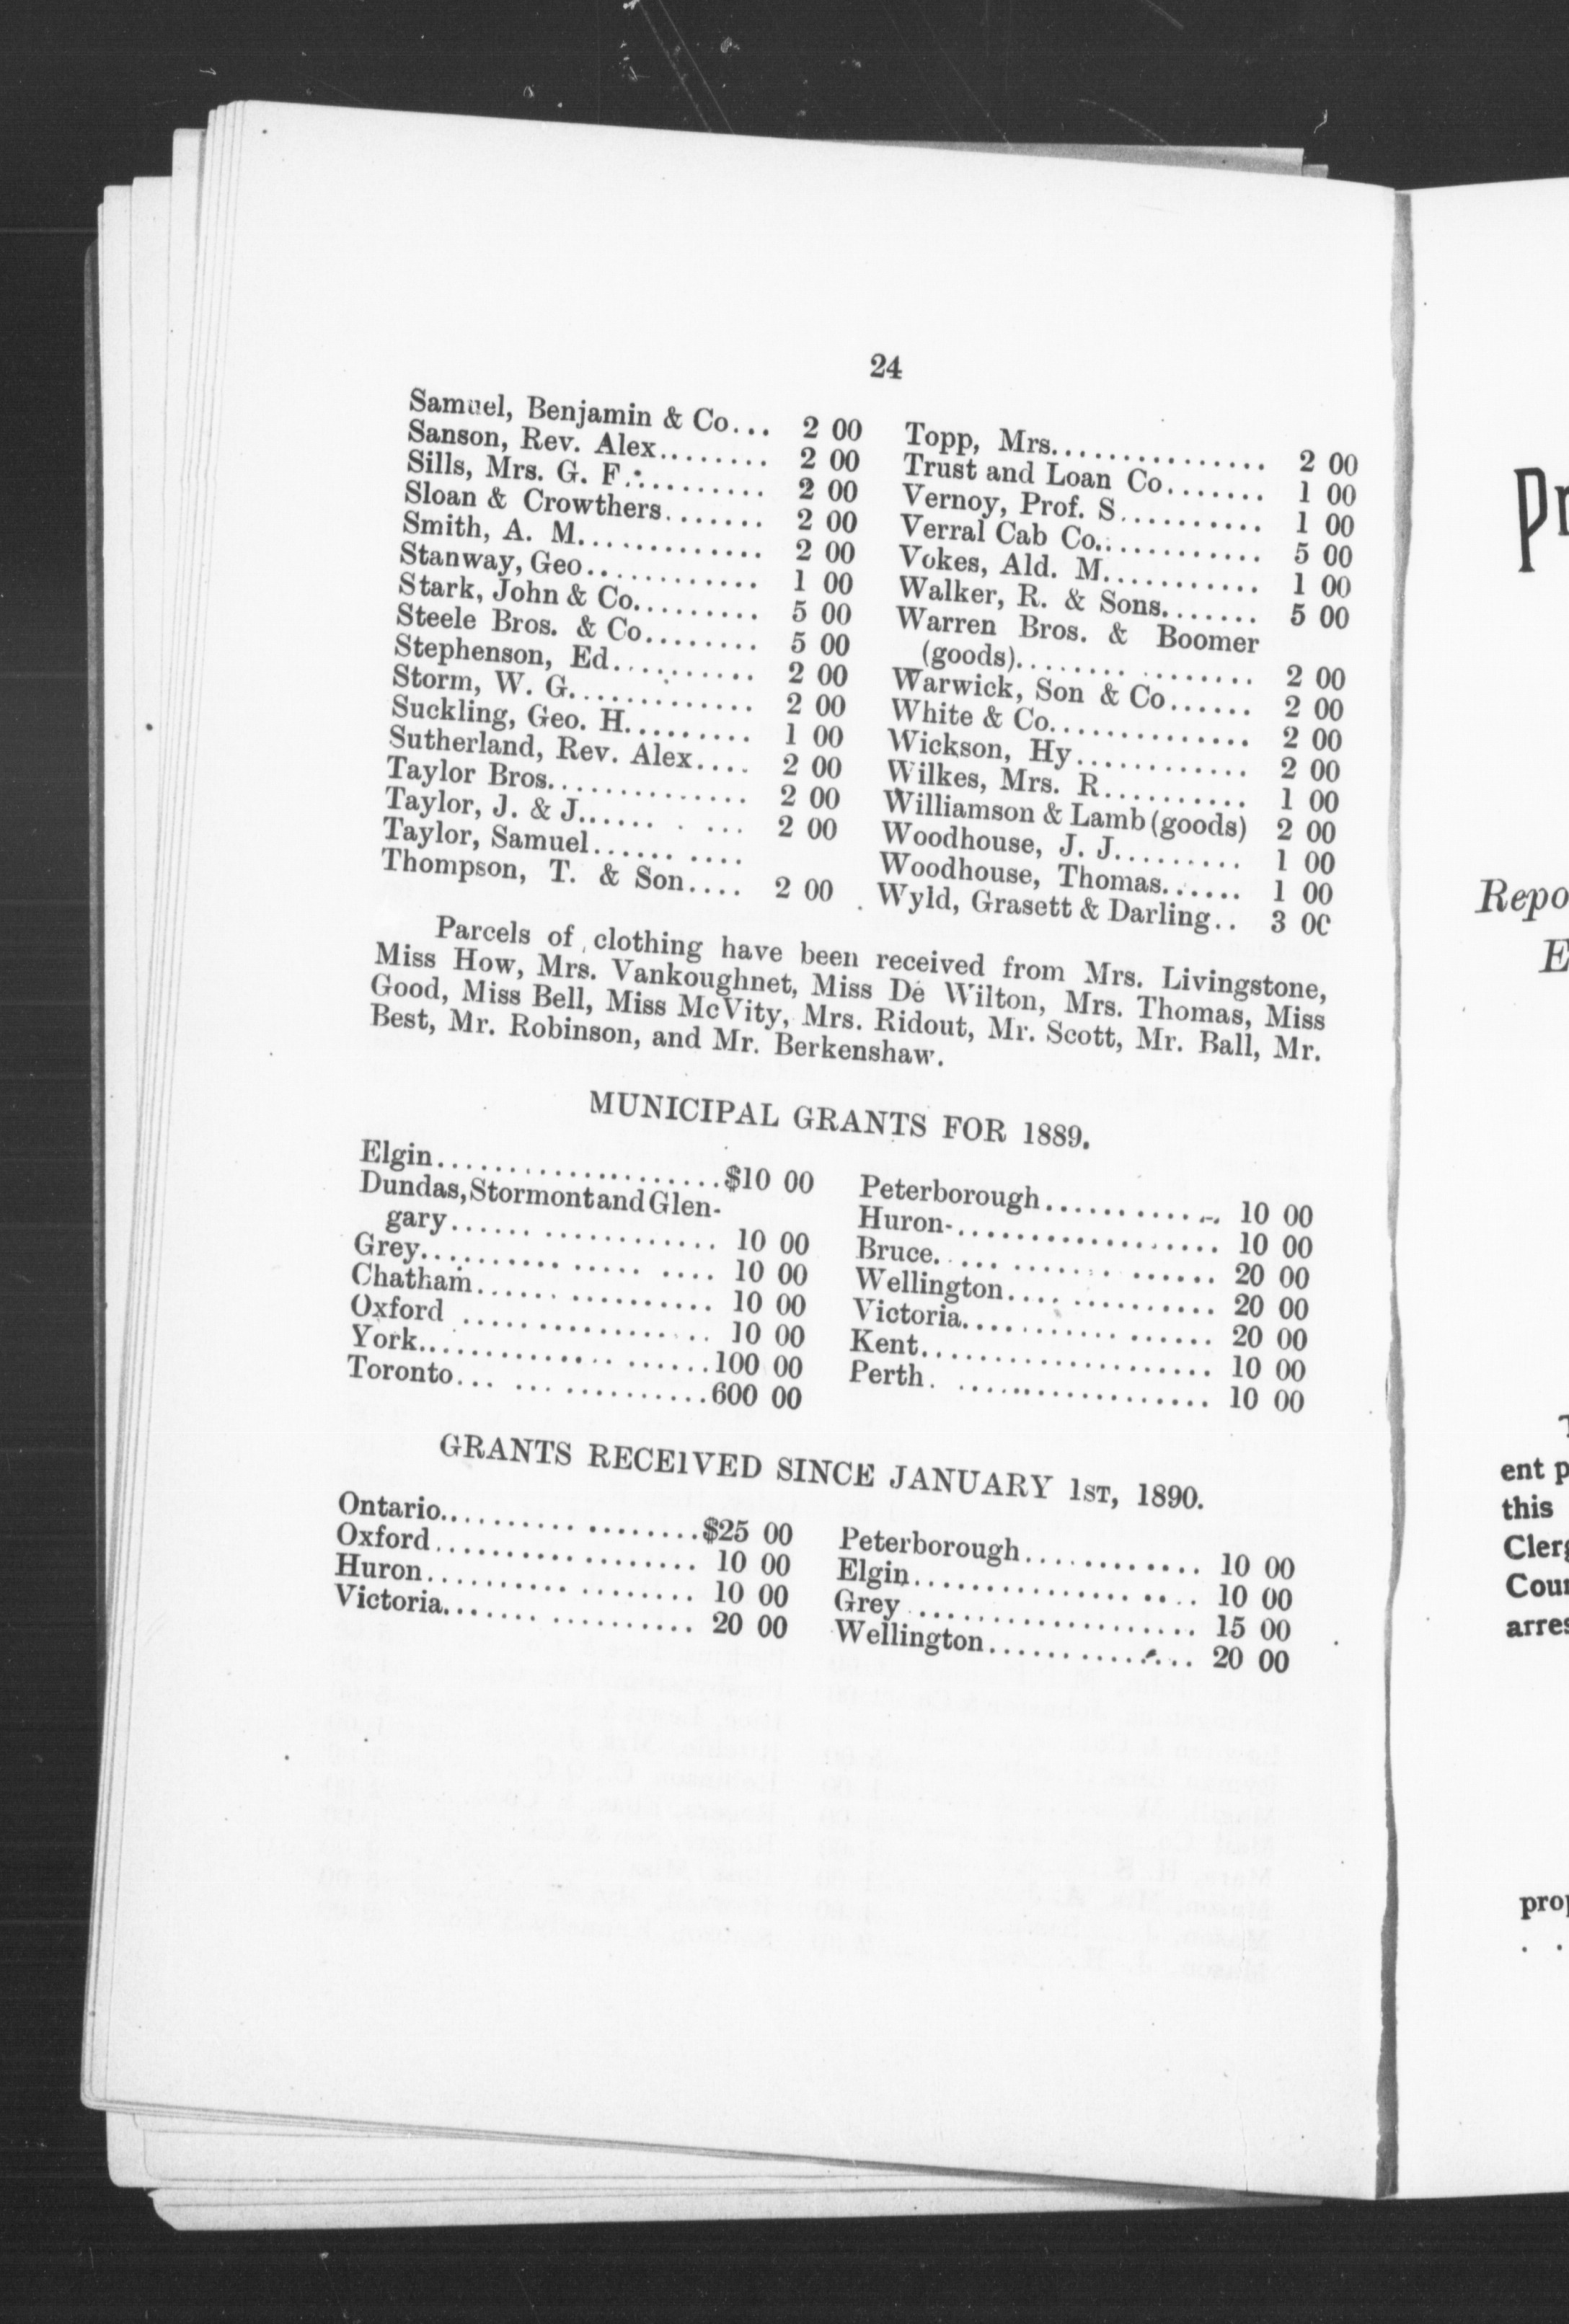 24
Samuel, Benjamin & Co... 2 00
Sanson, Rev. Alex........ 2 00
Sills, Mrs. G. F.......... 2 00
Sloan & Crowthers....... 2 00
Smith, A. M............. 2 00
Stanway, Geo............ 1 00
Stark, John & Co......... 5 00
Steele Bros. & Co........ 5 00
Stephenson, Ed.......... 2 00
Storm, W. G............. 2 00
Suckling, Geo. H......... 1 00
Sutherland, Rev. Alex.... 2 00
Taylor Bros.............. 2 00
Taylor, J. & J...... . ... 2 00
Taylor, Samuel...... ....
Thompson, T. & Son.... 2 00
Topp, Mrs............... 2 00
Trust and Loan Co....... 1 00
Vernoy, Prof. S.......... 1 00
Verral Cab Co............ 5 00
Vokes, Ald. M........... 1 00
Walker, R. & Sons....... 5 00
Warren Bros. & Boomer
(goods)........ ........ 2 00
Warwick, Son & Co...... 2 00
White & Co.............. 2 00
Wickson, Hy............ 2 00
Wilkes, Mrs. R.......... 1 00
Williamson & Lamb (goods) 2 00
Woodhouse, J. J......... 1 00
Woodhouse, Thomas...... 1 00
Wyld, Grasett & Darling.. 3 00
Parcels of clothing have been received from Mrs. Livingstone,
Miss How, Mrs. Vankoughnet, Miss De Wilton, Mrs. Thomas, Miss
Good, Miss Bell, Miss McVity, Mrs. Ridout, Mr. Scott, Mr. Ball, Mr.
Best, Mr. Robinson, and Mr. Berkenshaw.
MUNICIPAL GRANTS FOR 1889.
Elgin....................$10 00
Dundas, Stormont and Glen-
gary...... ............ 10 00
Grey.......... ..... .... 10 00
Chatham...... .......... 10 00
Oxford .................. 10 00
York............. ......100 00
Toronto... ... ..........600 00
Peterborough............ 10 00
Huron................... 10 00
Bruce. ... ...... ...... 20 00
Wellington.... .......... 20 00
Victoria........... ...... 20 00
Kent.................... 10 00
Perth. .................. 10 00
GRANTS RECEIVED SINCE JANUARY 1ST, 1890.
Ontario.......... ........$25 00
Oxford.......... ........ 10 00
Huron.......... ........ 10 00
Victoria....... .......... 20 00
Peterborough............ 10 00
Elgin.................... 10 00
Grey .................... 15 00
Wellington.............. 20 00
Pr
Repo
E
ent p
this
Clerg
Coun
arres
prop